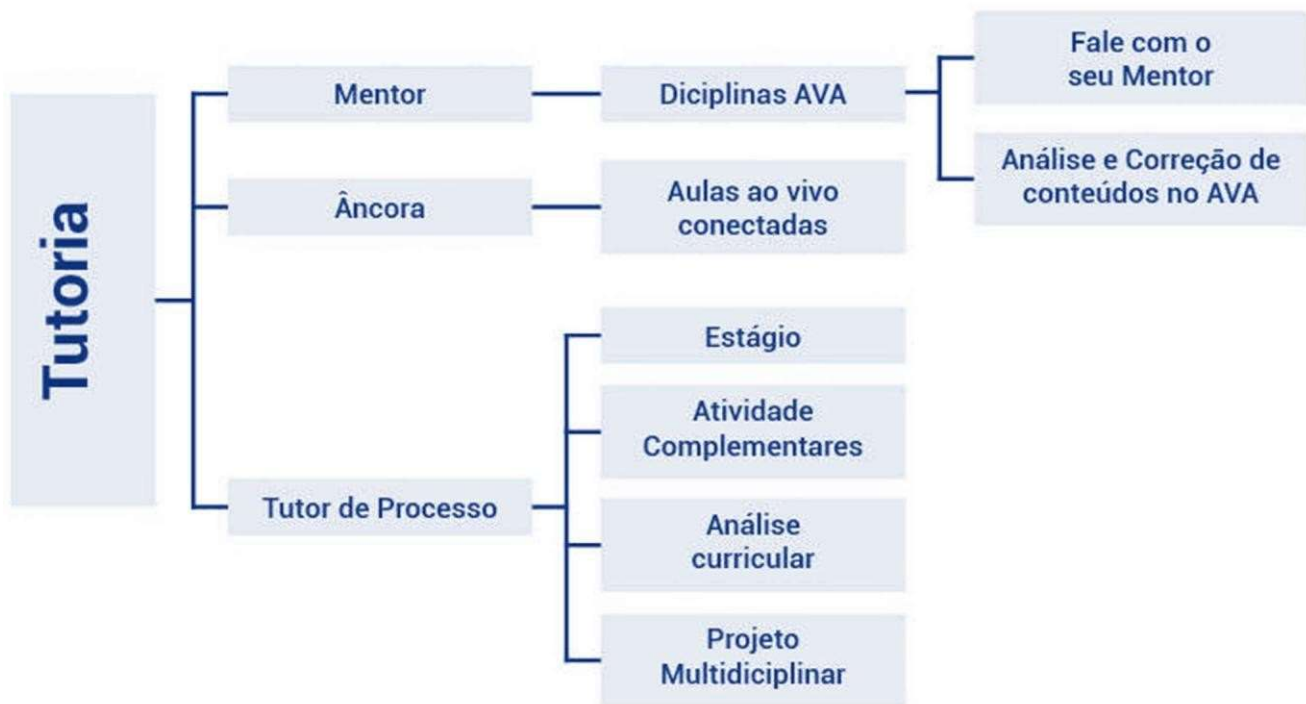 Tutoria
Mentor
Diciplinas AVA
Fale com o
seu Mentor
Análise e Correção de
conteúdos no AVA
Âncora
Aulas ao vivo
conectadas
Tutor de Processo
Estágio
Atividade
Complementares
Análise
curricular
Projeto
Multidiciplinar